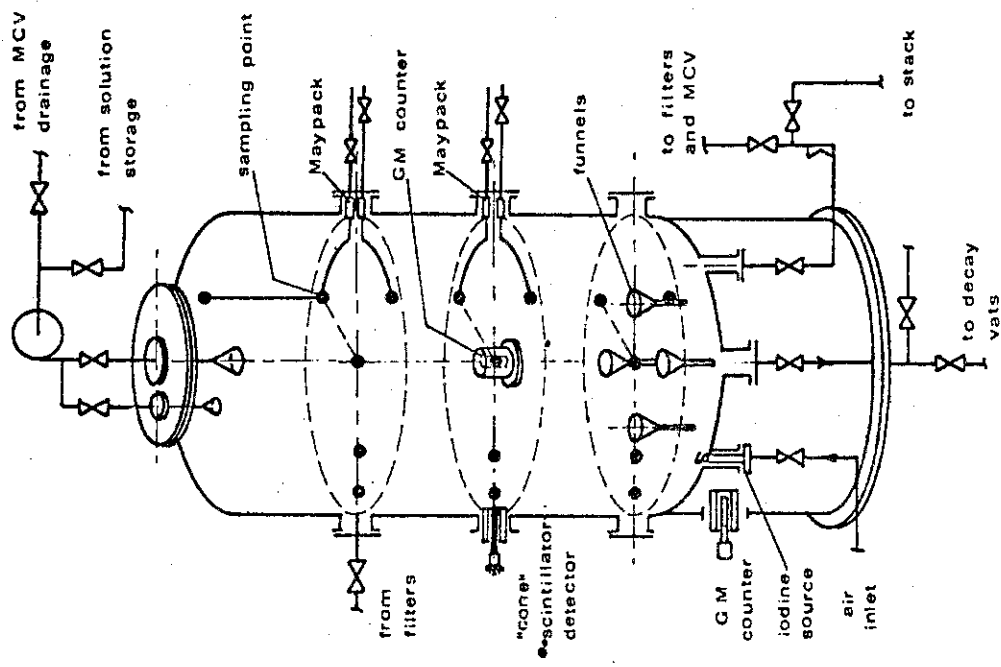 from MCV
drainage
from solution
storage
sampling point
Maypack
GM counter
Maypack
funnels
to filters
and MCV
to stack
from
filters
"cone"
scintillator
detector
GM
counter
iodine
source
air
inlet
to decay
vats